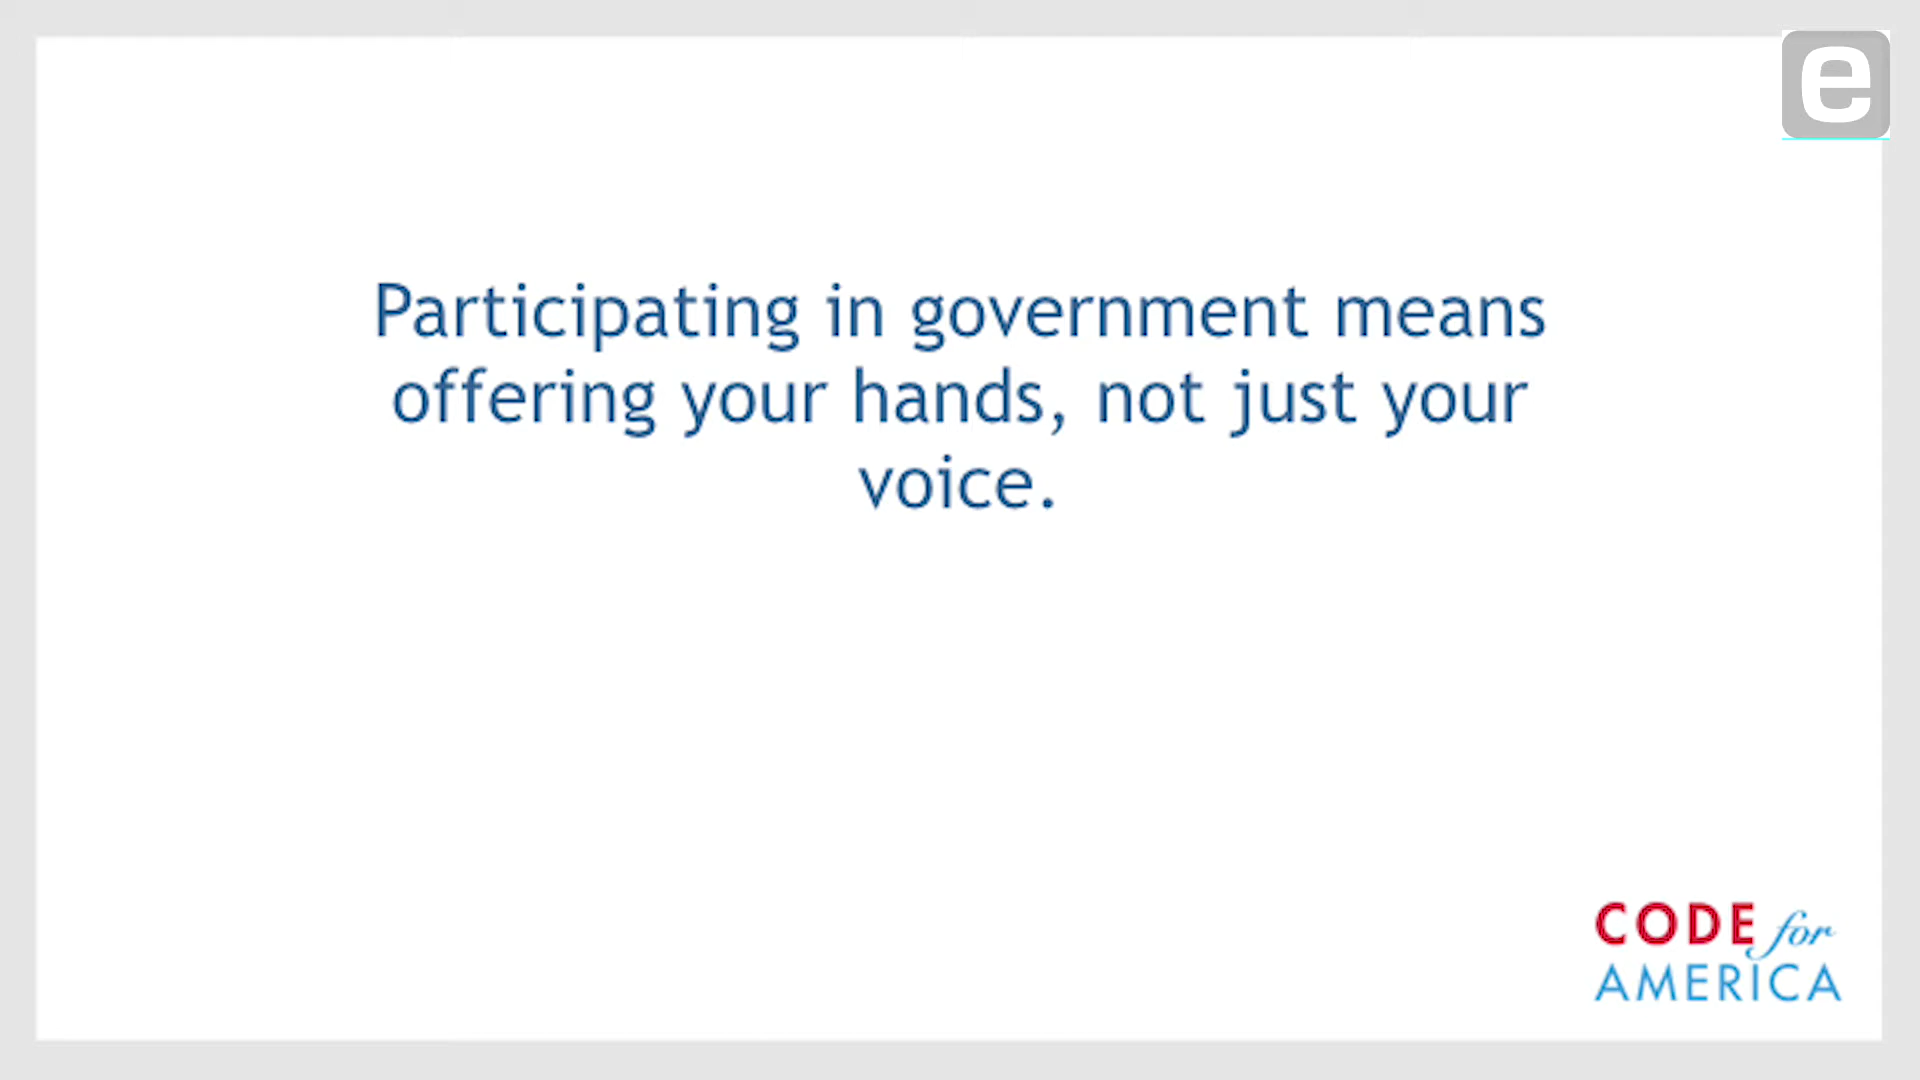 e
Participating in government means
offering your hands, not just your
voice.
CODE for
AMERICA